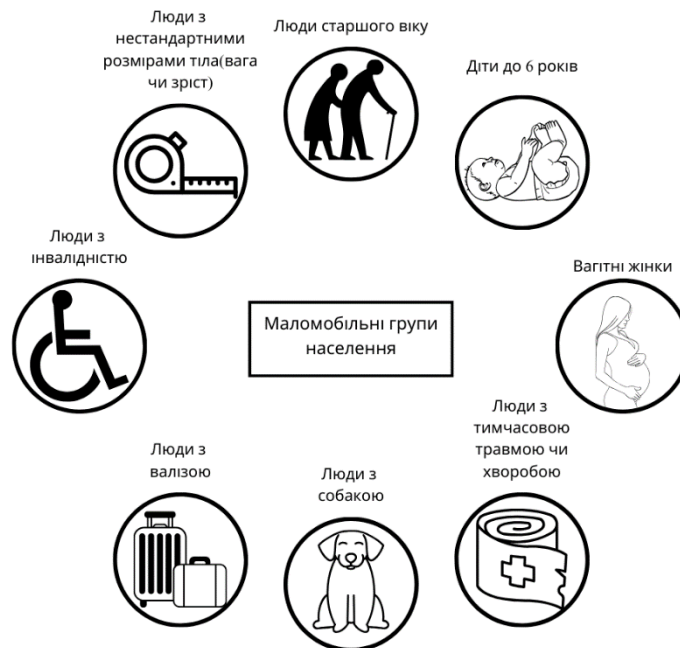 Люди з
нестандартними
розмірами тіла(вага
чи зріст)
Люди старшого віку
Діти до 6 років
Люди з
інвалідністю
Вагітні жінки
Маломобільні групи
населення
Люди з
валізою
Люди з
собакою
Люди з
тимчасовою
травмою чи
хворобою